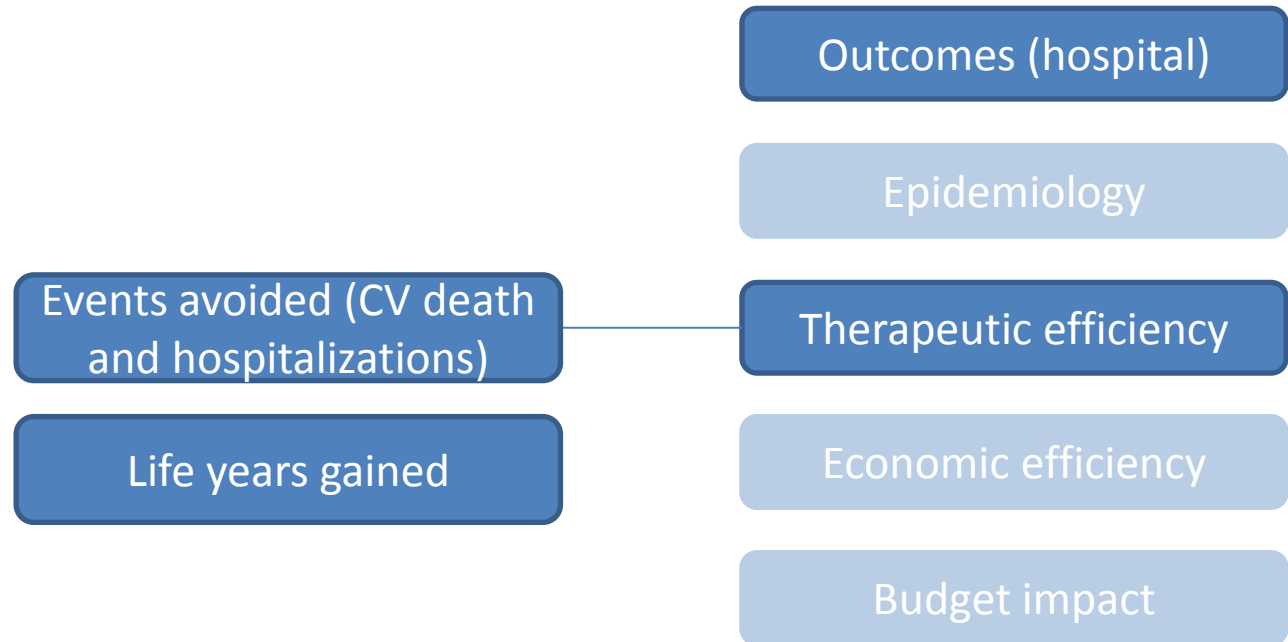 Outcomes (hospital)
Epidemiology
Events avoided (CV death
and hospitalizations)
Therapeutic efficiency
Life years gained
Economic efficiency
Budget impact